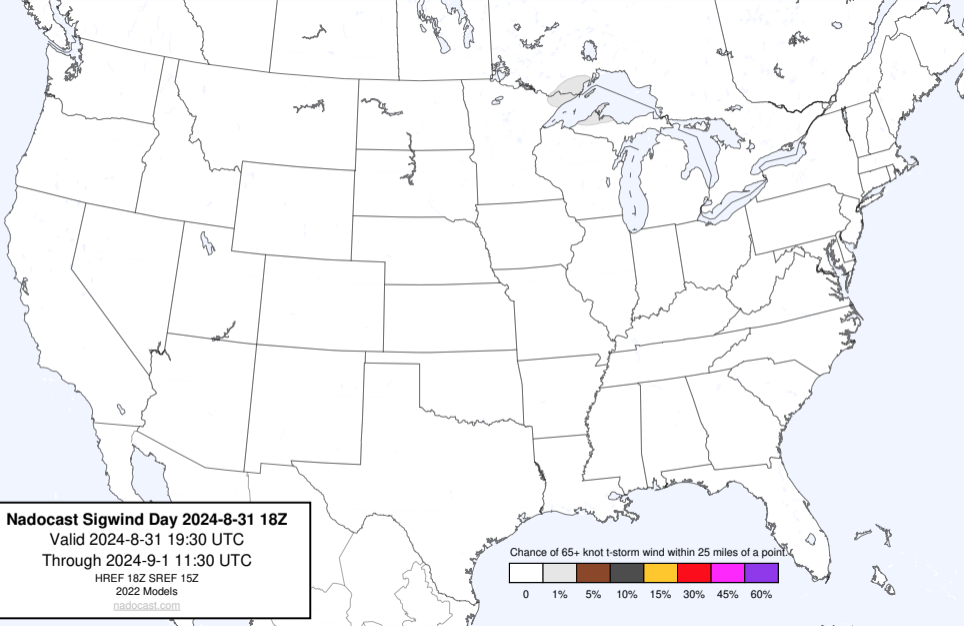 Nadocast Sigwind Day 2024-8-31 18Z
Valid 2024-8-31 19:30 UTC
Through 2024-9-1 11:30 UTC
HREF 18Z SREF 15Z
2022 Models
nadocast.com
Chance of 65+ knot t-storm wind within 25 miles of a point.
0 1% 5% 10% 15% 30% 45% 60%